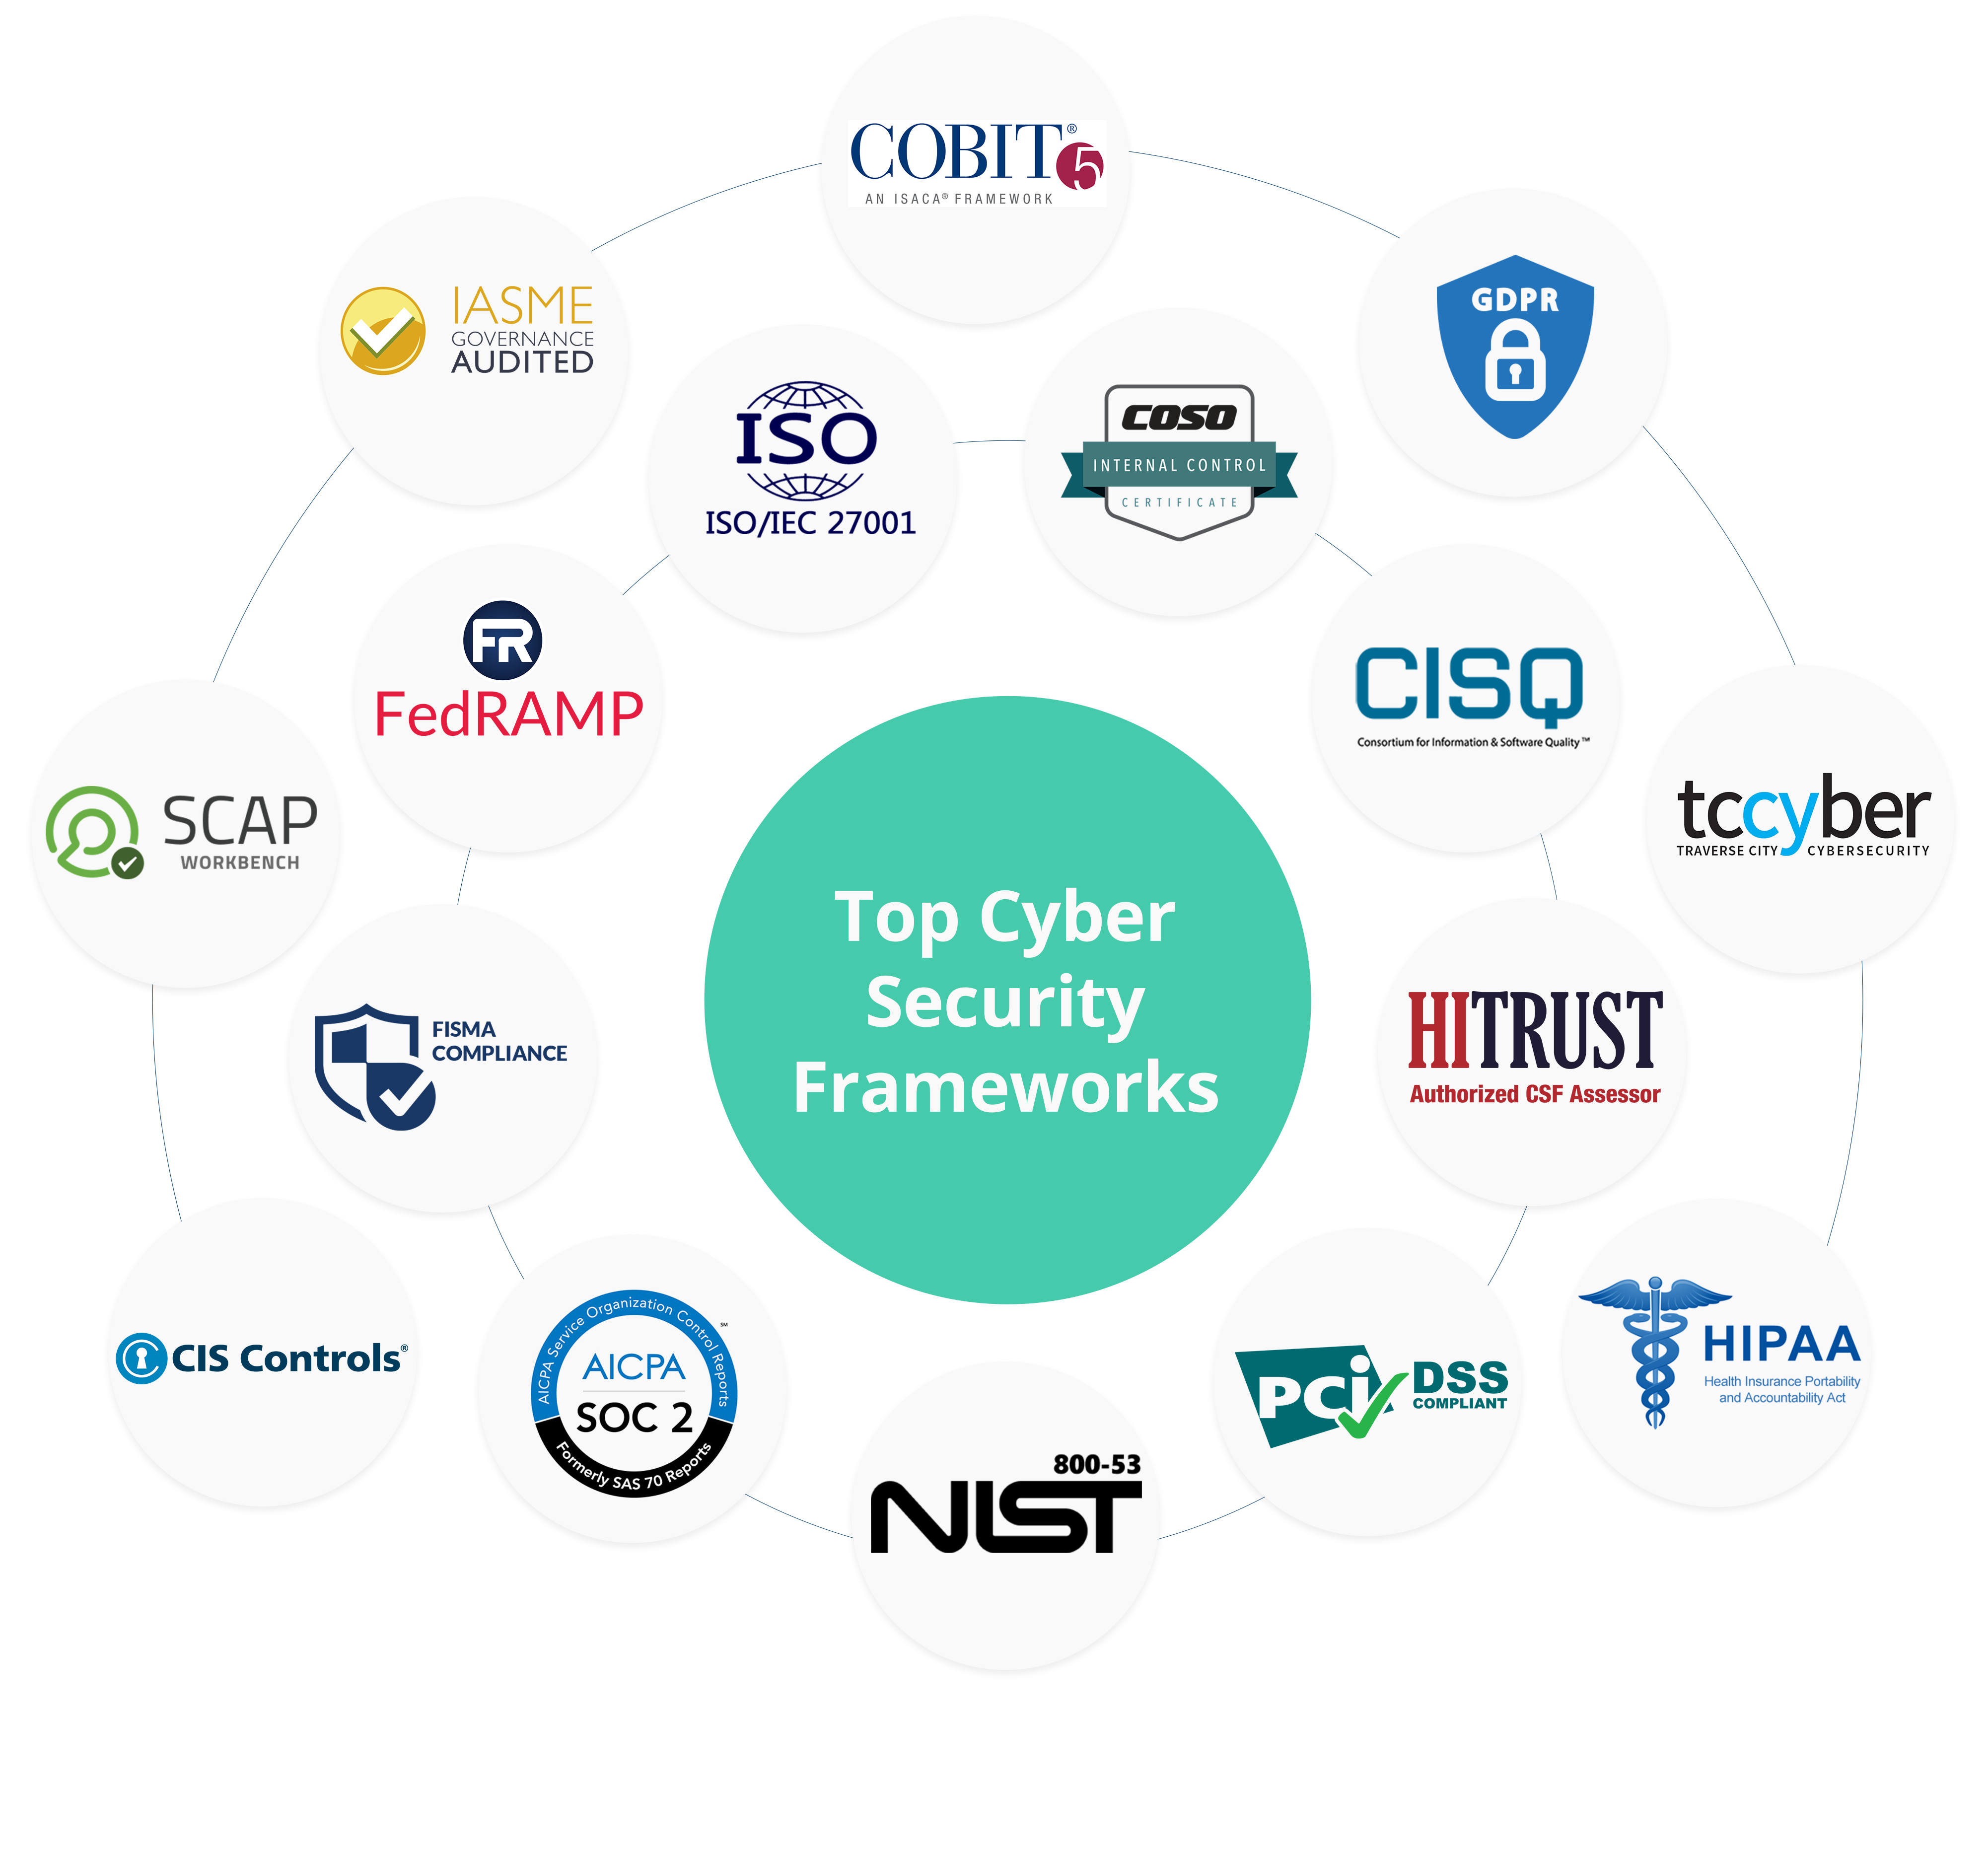 COBIT®
5
AN ISACA® FRAMEWORK
IASME
GOVERNANCE
AUDITED
GDPR
ISO
ISO/IEC 27001
COSO
INTERNAL CONTROL
CERTIFICATE
FR
FedRAMP
CISQ
Consortium for Information & Software Quality™
SCAP
WORKBENCH
tccyber
TRAVERSE CITY CYBERSECURITY
Top Cyber
Security
Frameworks
FISMA
COMPLIANCE
HITRUST
Authorized CSF Assessor
CIS Controls®
AICPA Service Organization Control Reports
SM
AICPA
SOC 2
Formerly SAS 70 Reports
800-53
NIST
PCi
DSS
COMPLIANT
HIPAA
Health Insurance Portability
and Accountability Act